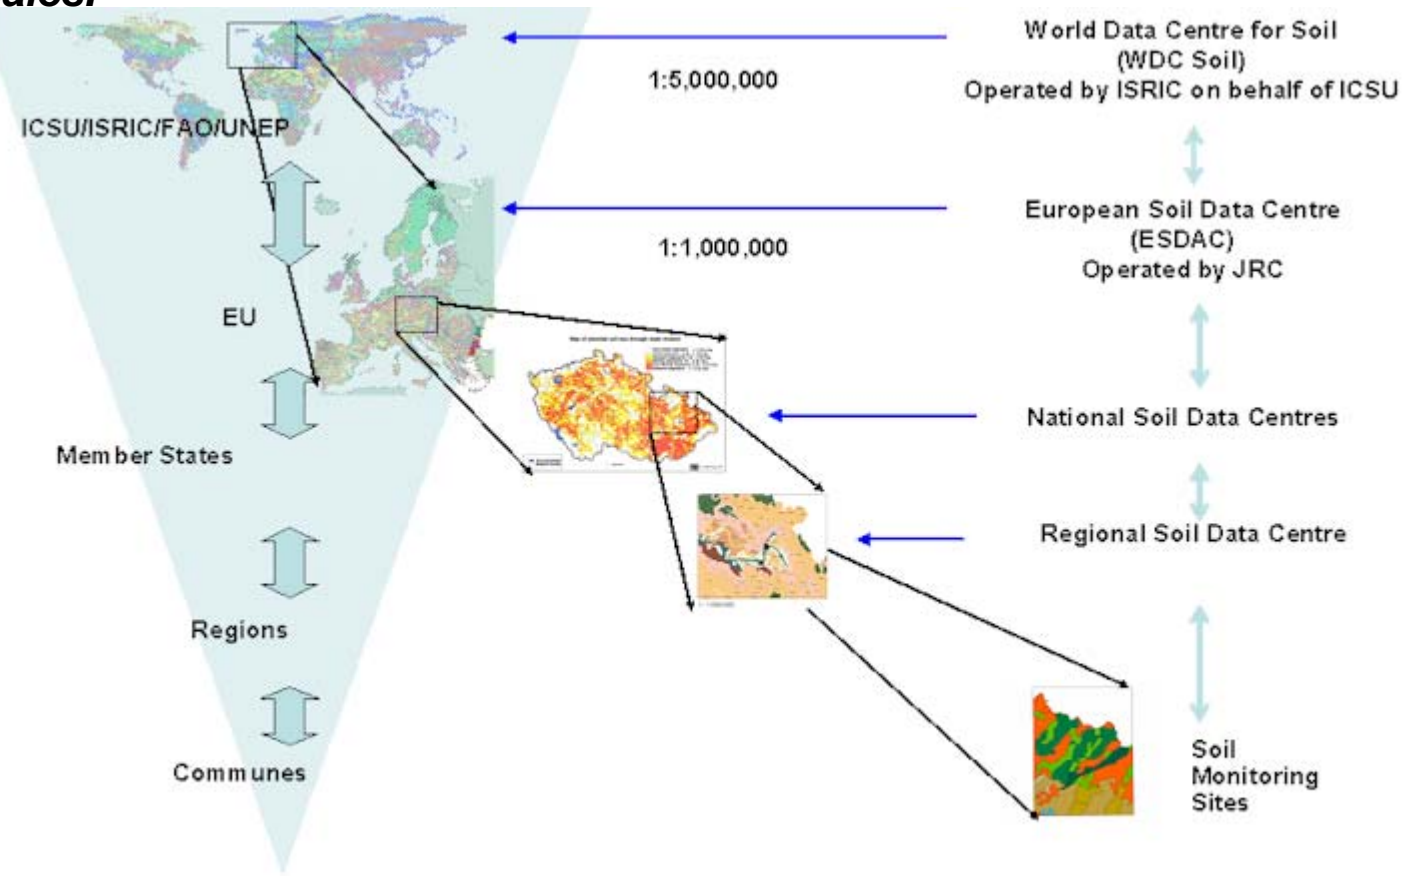 World Data Centre for Soil
(WDC Soil)
Operated by ISRIC on behalf of ICSU
1:5,000,000
ICSU/ISRIC/FAO/UNEP
European Soil Data Centre
(ESDAC)
Operated by JRC
1:1,000,000
EU
National Soil Data Centres
Member States
Regional Soil Data Centre
Regions
Soil
Monitoring
Sites
Communes